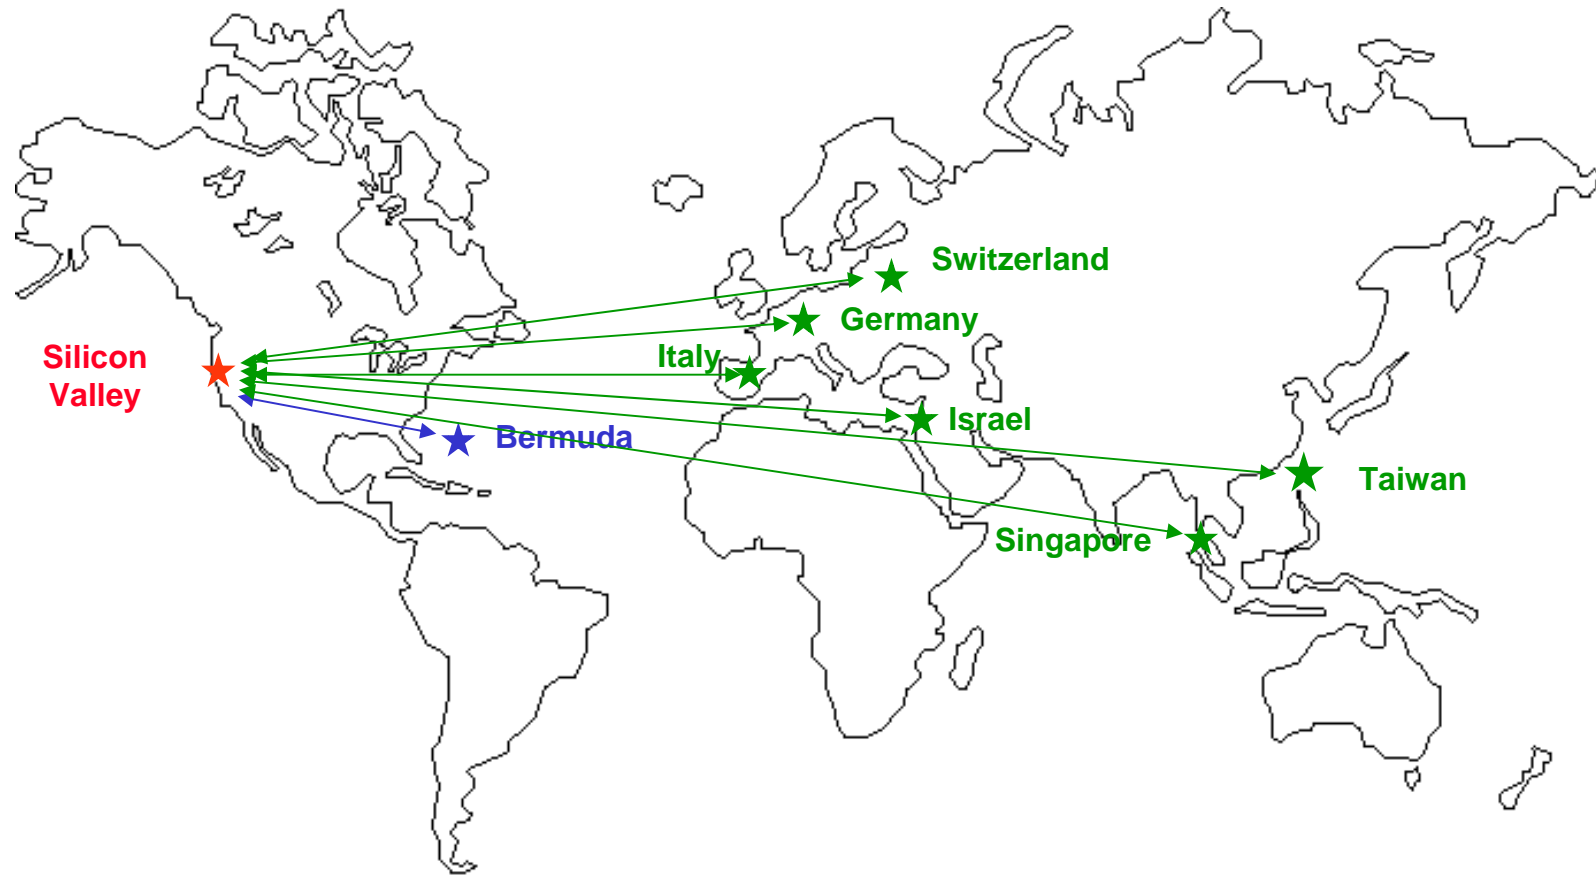 Switzerland
Germany
Silicon
Valley
Italy
Israel
Bermuda
Taiwan
Singapore